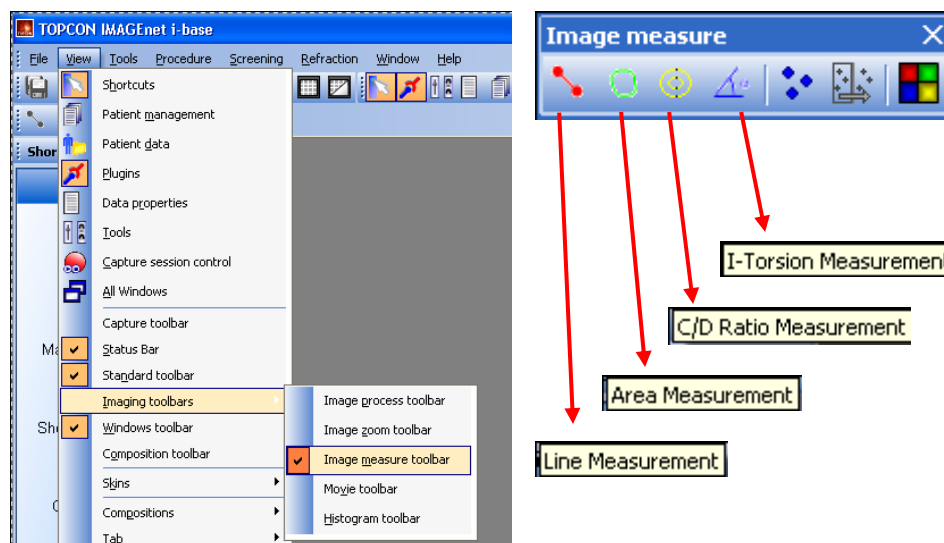 TOPCON IMAGEnet i-base
File View Tools Procedure Screening Refraction Window Help
Shortcuts
Patient management
Patient data
Plugins
Data properties
Tools
Capture session control
All Windows
Capture toolbar
Status Bar
Standard toolbar
Imaging toolbars
Windows toolbar
Composition toolbar
Skins
Compositions
Tab
Shor
Ma
Sh
Image process toolbar
Image zoom toolbar
Image measure toolbar
Movie toolbar
Histogram toolbar
Image measure
I-Torsion Measurement
C/D Ratio Measurement
Area Measurement
Line Measurement